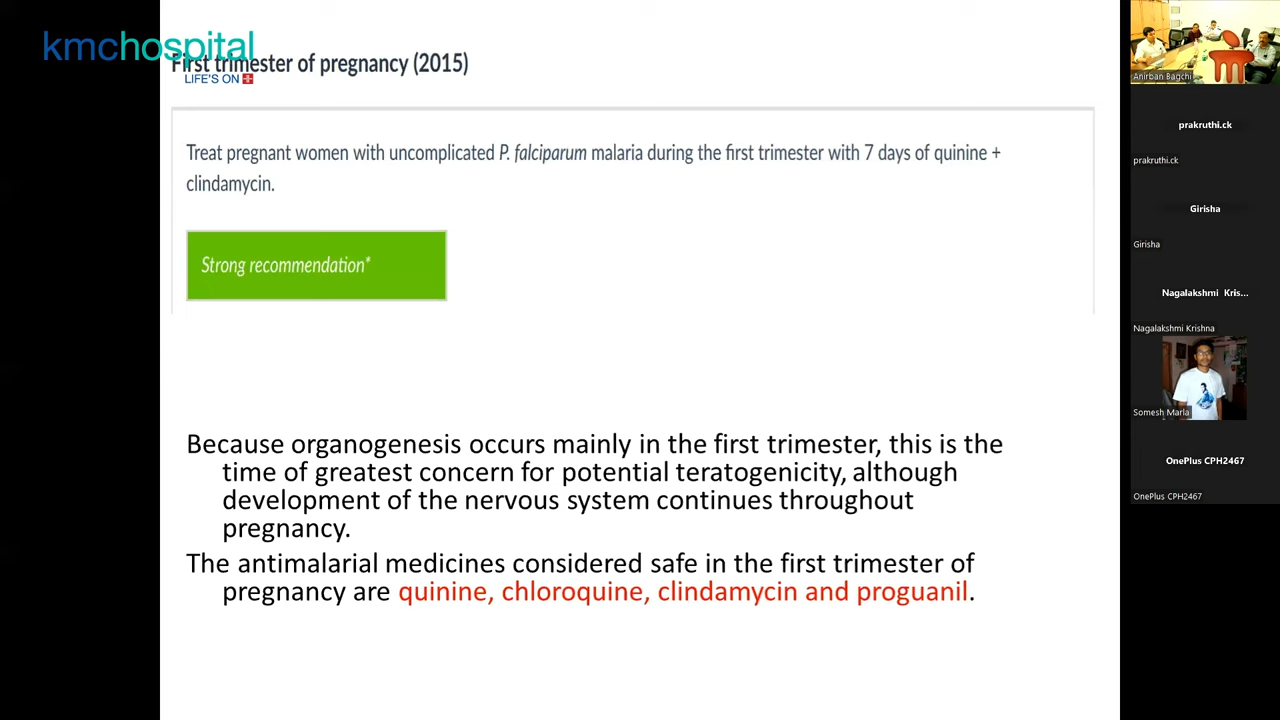 kmchospital
LIFE'S ON
First trimester of pregnancy (2015)
Treat pregnant women with uncomplicated P. falciparum malaria during the first trimester with 7 days of quinine +
clindamycin.
Strong recommendation*
Because organogenesis occurs mainly in the first trimester, this is the
time of greatest concern for potential teratogenicity, although
development of the nervous system continues throughout
pregnancy.
The antimalarial medicines considered safe in the first trimester of
pregnancy are quinine, chloroquine, clindamycin and proguanil.
Anirban Bagchi
prakruthi.ck
prakruthi.ck
Girisha
Girisha
Nagalakshmi Kris...
Nagalakshmi Krishna
Somesh Marla
OnePlus CPH2467
OnePlus CPH2467